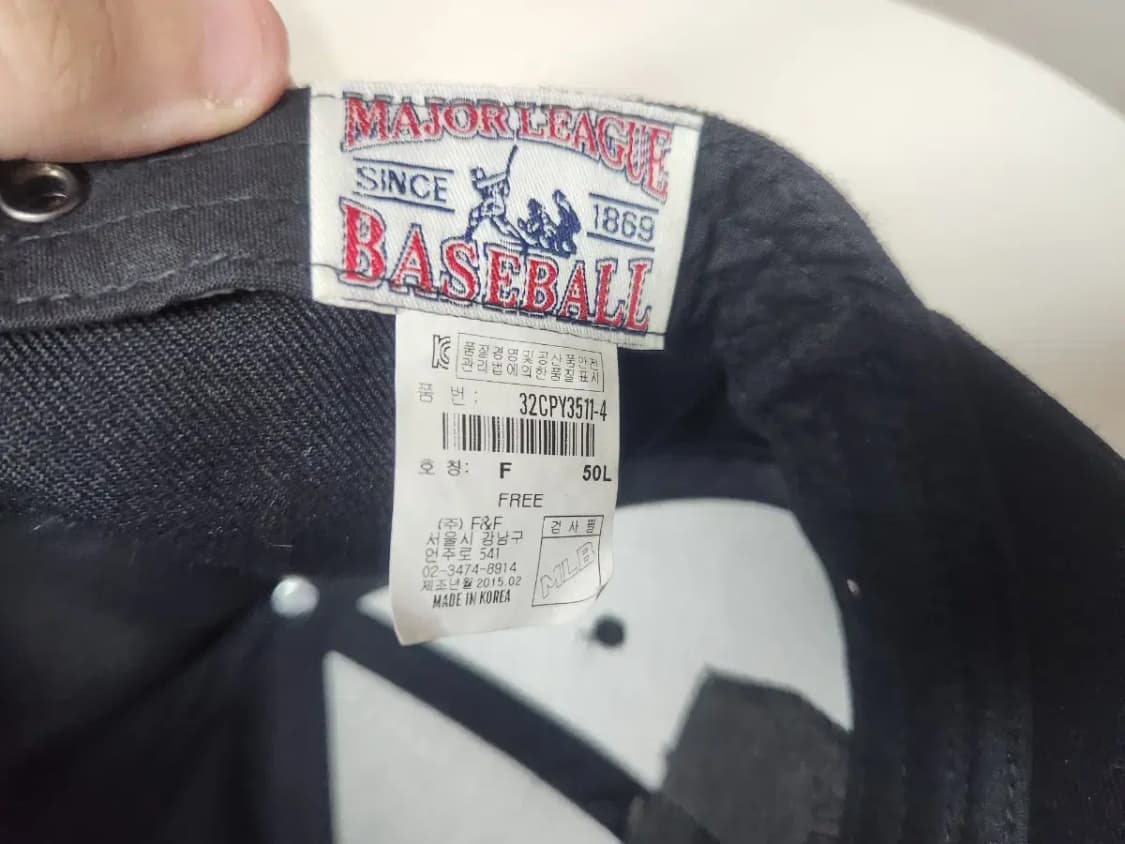 MAJOR LEAGUE
SINCE
1869
BASEBALL
품질경영및공산품안전
관리법에의한품질표시
품 번: 32CPY3511-4
호 칭: F 50L
FREE
(주) F&F
서울시 강남구
언주로 541
02-3474-8914
제조년월 2015.02
MADE IN KOREA
검 사 품
MLB